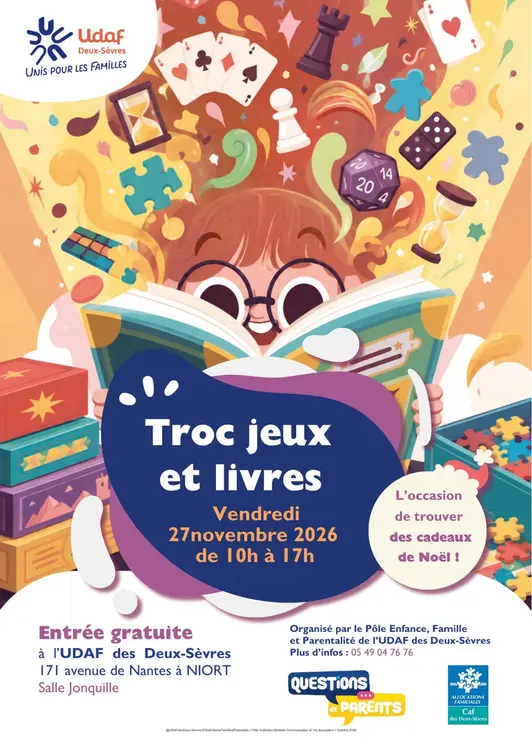 Udaf
Deux-Sèvres
UNIS POUR LES FAMILLES
14
20
4
Troc jeux
et livres
Vendredi
27novembre 2026
de 10h à 17h
L'occasion
de trouver
des cadeaux
de Noël !
Entrée gratuite
à l'UDAF des Deux-Sèvres
171 avenue de Nantes à NIORT
Salle Jonquille
Organisé par le Pôle Enfance, Famille
et Parentalité de l'UDAF des Deux-Sèvres
Plus d'infos : 05 49 04 76 76
QUESTIONS
de PARENTS
ALLOCATIONS
FAMILIALES
Caf
des Deux-Sèvres